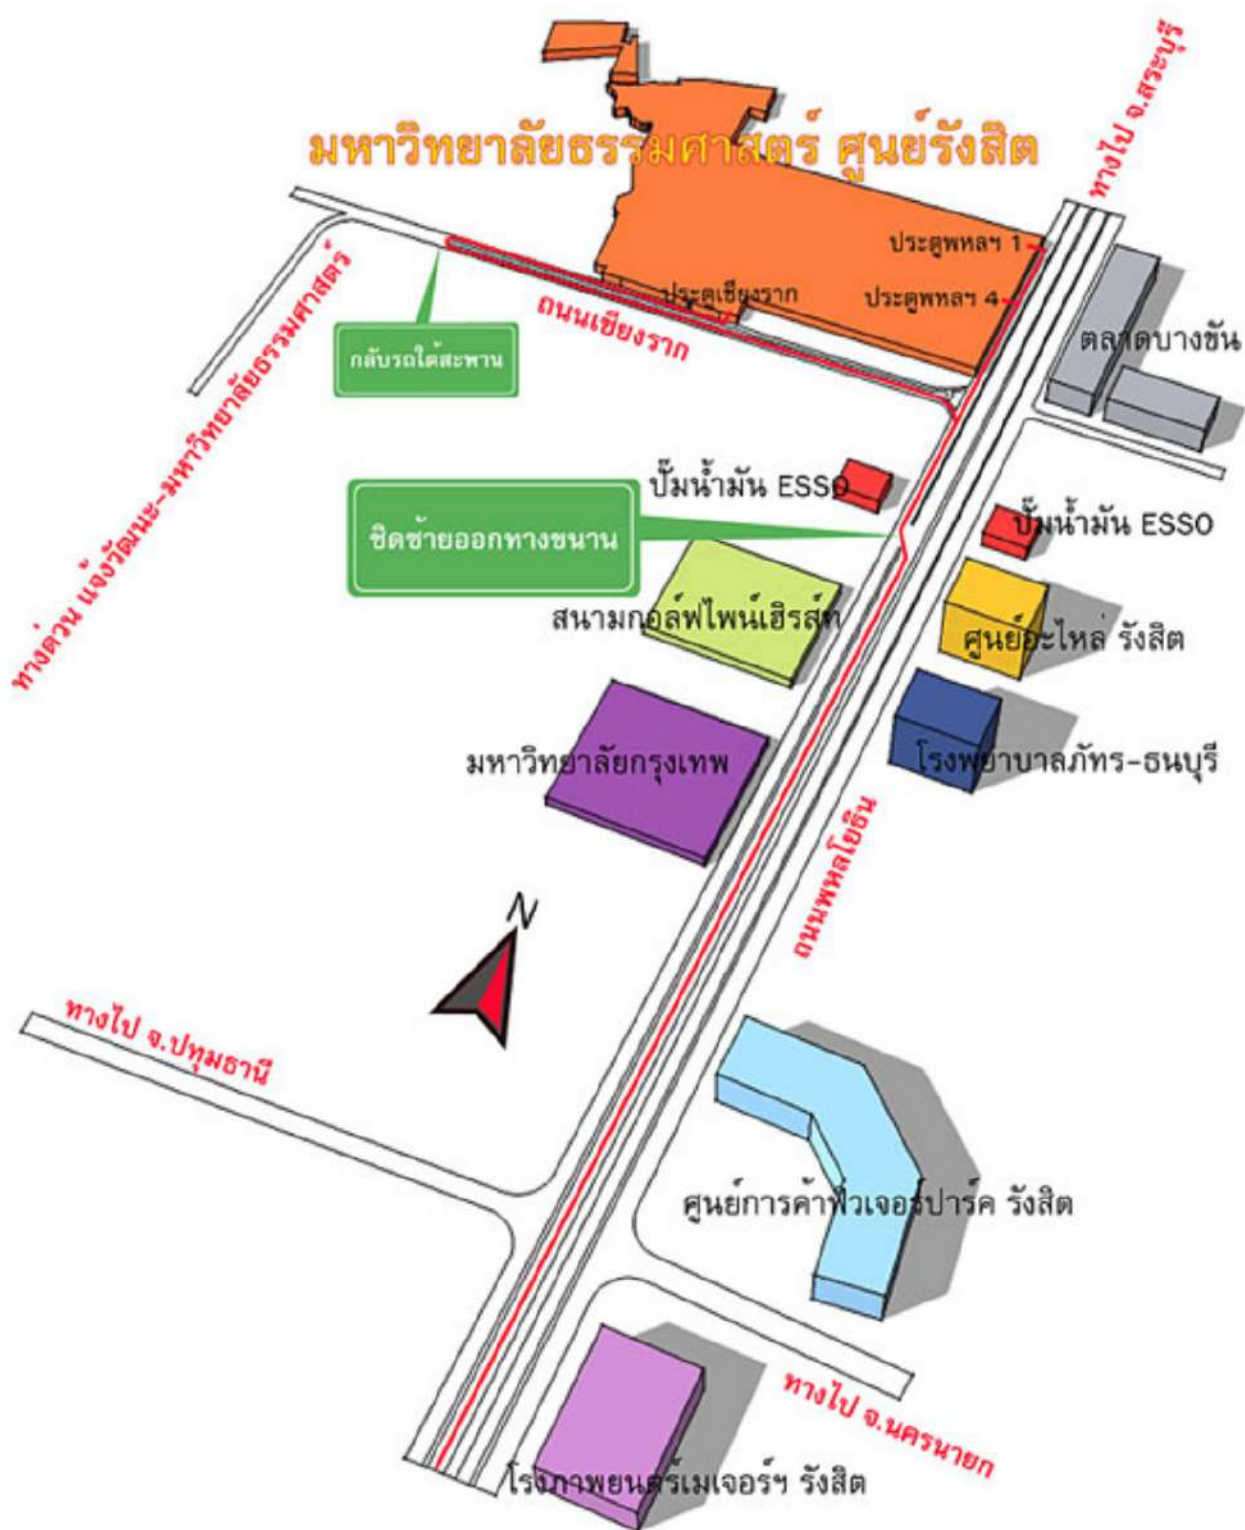 ทางไป จ.สระบุรี
มหาวิทยาลัยธรรมศาสตร์ ศูนย์รังสิต
ประตูพหลฯ 1
ประตูเชียงราก
ประตูพหลฯ 4
ถนนเชียงราก
ตลาดบางขัน
กลับรถใต้สะพาน
ทางด่วน แจ้งวัฒนะ-มหาวิทยาลัยธรรมศาสตร์
ปั๊มน้ำมัน ESSO
ปั๊มน้ำมัน ESSO
ชิดซ้ายออกทางขนาน
สนามกอล์ฟไพน์เฮิรส์ท
ศูนย์อะไหล่ รังสิต
มหาวิทยาลัยกรุงเทพ
โรงพยาบาลภัทร-ธนบุรี
ถนนพหลโยธิน
N
ทางไป จ.ปทุมธานี
ศูนย์การค้าฟิวเจอร์ปาร์ค รังสิต
ทางไป จ.นครนายก
โรงภาพยนตร์เมเจอร์ฯ รังสิต